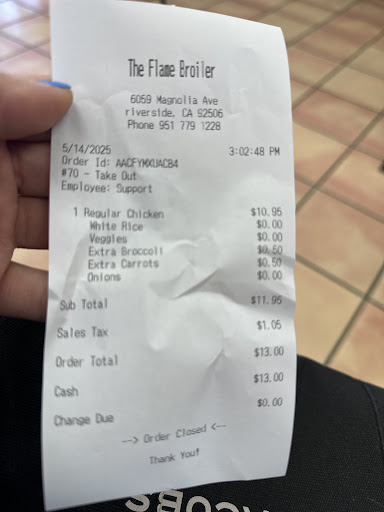 The Flame Broiler
6059 Magnolia Ave
riverside, CA 92506
Phone 951 779 1228
5/14/2025 3:02:48 PM
Order Id: AACFYMXUACB4
#70 - Take Out
Employee: Support
1 Regular Chicken $10.95
White Rice $0.00
Veggies $0.00
Extra Broccoli $0.50
Extra Carrots $0.50
Onions $0.00
Sub Total $11.95
Sales Tax $1.05
Order Total $13.00
Cash $13.00
Change Due $0.00
--> Order Closed <--
Thank You!
ACOBS